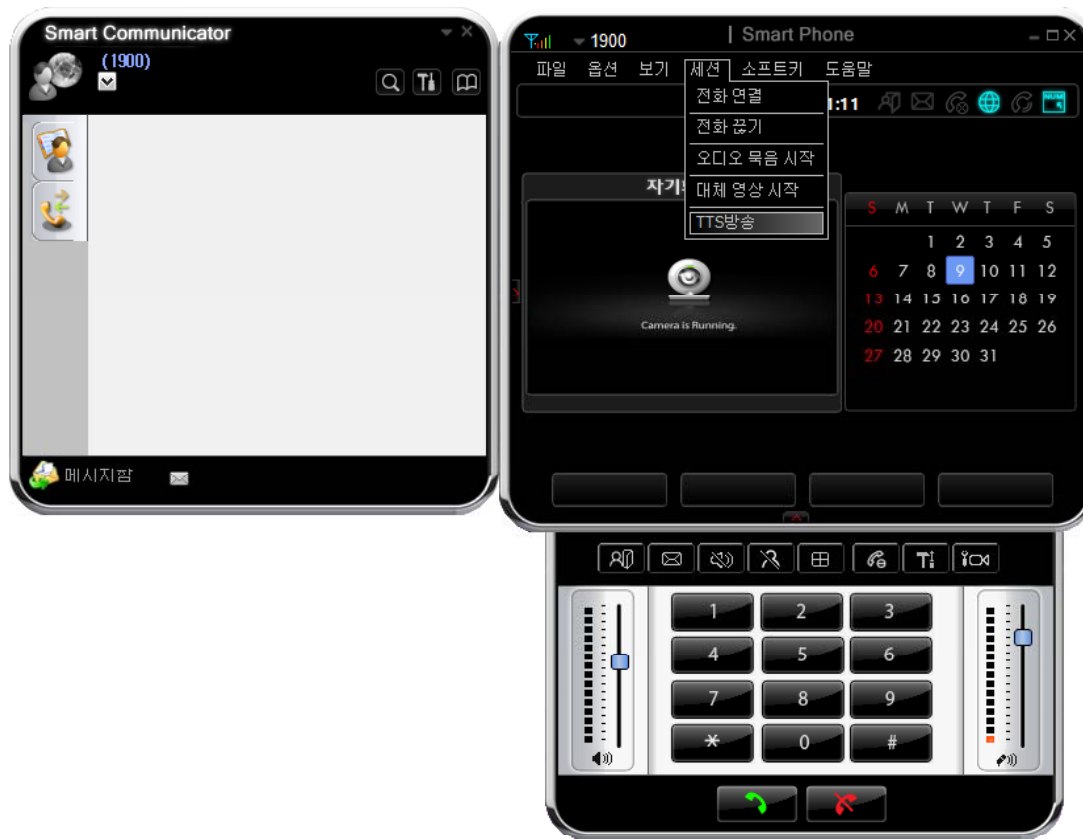 Smart Communicator
(1900)
메시지함
1900 | Smart Phone
파일 옵션 보기 세션 소프트키 도움말
전화 연결
전화 끊기
오디오 묶음 시작
대체 영상 시작
TTS방송
1:11
NUM
Camera is Running.
S M T W T F S
1 2 3 4 5
6 7 8 9 10 11 12
13 14 15 16 17 18 19
20 21 22 23 24 25 26
27 28 29 30 31
1 2 3
4 5 6
7 8 9
* 0 #